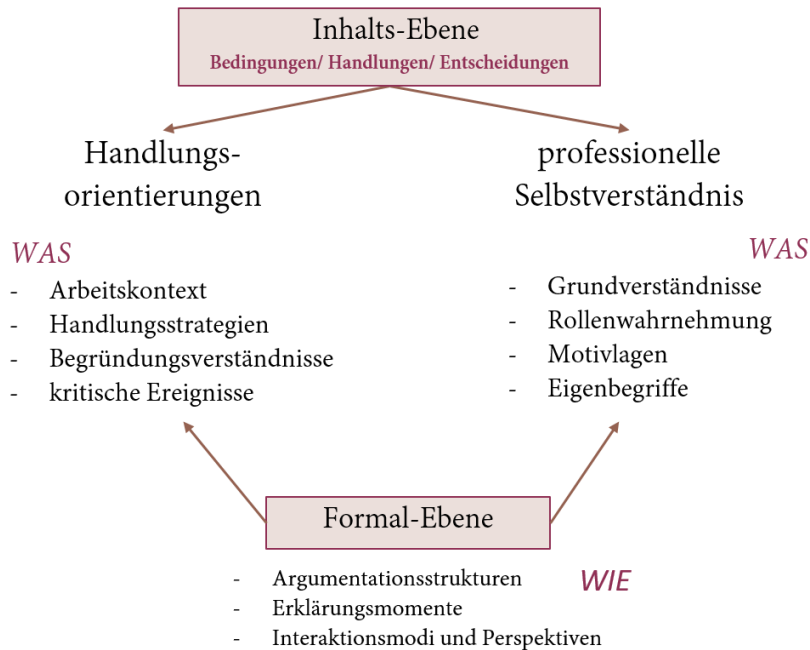 Inhalts-Ebene
Bedingungen/ Handlungen/ Entscheidungen
Handlungs-
orientierungen
WAS
- Arbeitskontext
- Handlungsstrategien
- Begründungsverständnisse
- kritische Ereignisse
professionelle
Selbstverständnis
WAS
- Grundverständnisse
- Rollenwahrnehmung
- Motivlagen
- Eigenbegriffe
Formal-Ebene
- Argumentationsstrukturen
- Erklärungsmomente
- Interaktionsmodi und Perspektiven
WIE